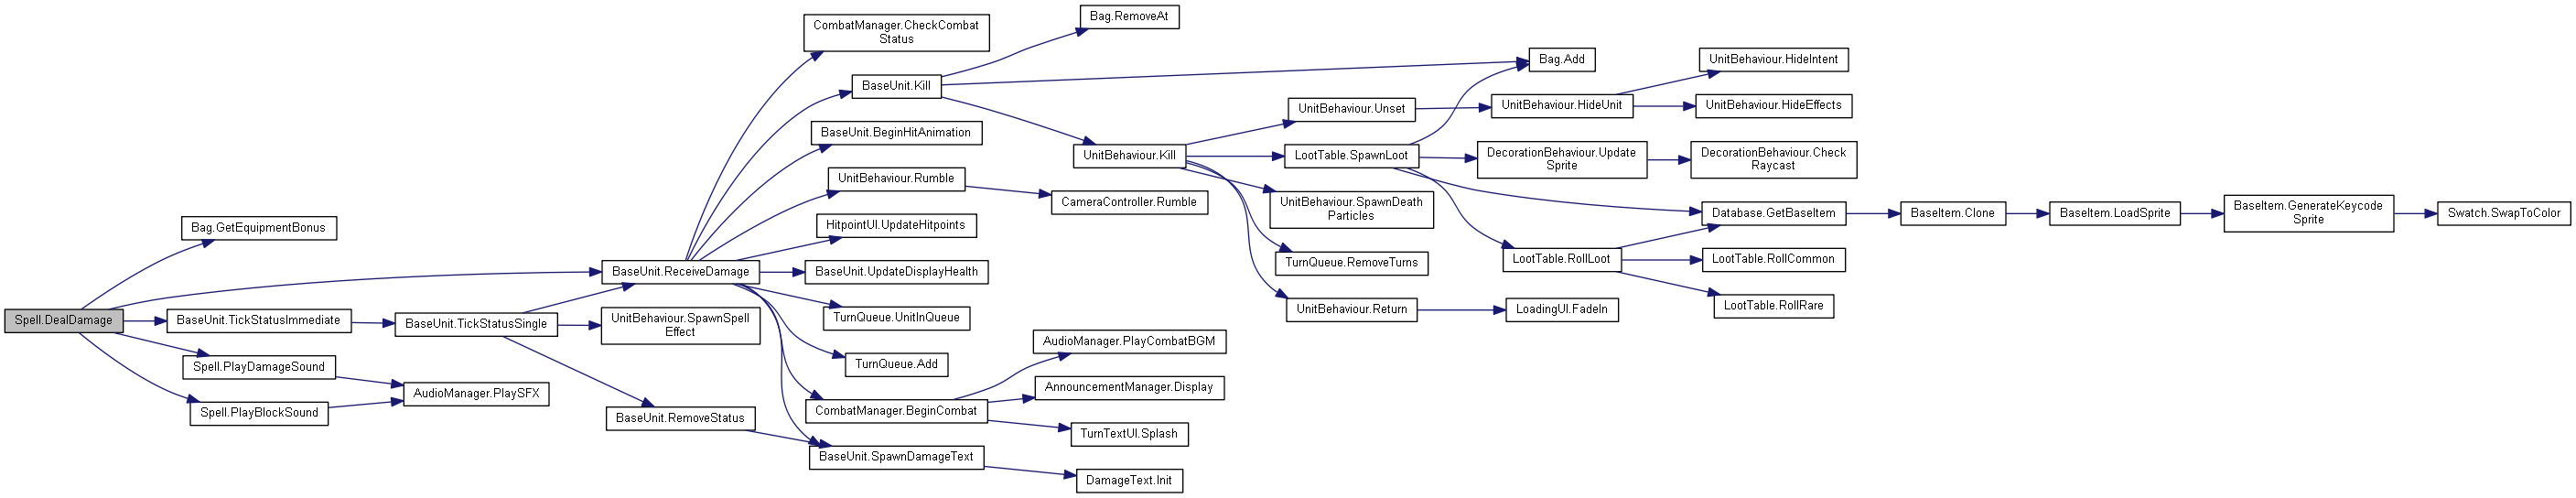 Spell.DealDamage
Bag.GetEquipmentBonus
BaseUnit.TickStatusImmediate
Spell.PlayDamageSound
Spell.PlayBlockSound
BaseUnit.TickStatusSingle
AudioManager.PlaySFX
BaseUnit.ReceiveDamage
UnitBehaviour.SpawnSpell
Effect
BaseUnit.RemoveStatus
CombatManager.CheckCombat
Status
BaseUnit.Kill
BaseUnit.BeginHitAnimation
UnitBehaviour.Rumble
HitpointUI.UpdateHitpoints
BaseUnit.UpdateDisplayHealth
TurnQueue.UnitInQueue
TurnQueue.Add
CombatManager.BeginCombat
BaseUnit.SpawnDamageText
Bag.RemoveAt
UnitBehaviour.Kill
CameraController.Rumble
AudioManager.PlayCombatBGM
AnnouncementManager.Display
TurnTextUI.Splash
DamageText.Init
UnitBehaviour.Unset
LootTable.SpawnLoot
UnitBehaviour.SpawnDeath
Particles
TurnQueue.RemoveTurns
UnitBehaviour.Return
Bag.Add
UnitBehaviour.HideUnit
DecorationBehaviour.Update
Sprite
LootTable.RollLoot
LoadingUI.FadeIn
UnitBehaviour.HideIntent
UnitBehaviour.HideEffects
DecorationBehaviour.Check
Raycast
Database.GetBaseItem
LootTable.RollCommon
LootTable.RollRare
BaseItem.Clone
BaseItem.LoadSprite
BaseItem.GenerateKeycode
Sprite
Swatch.SwapToColor